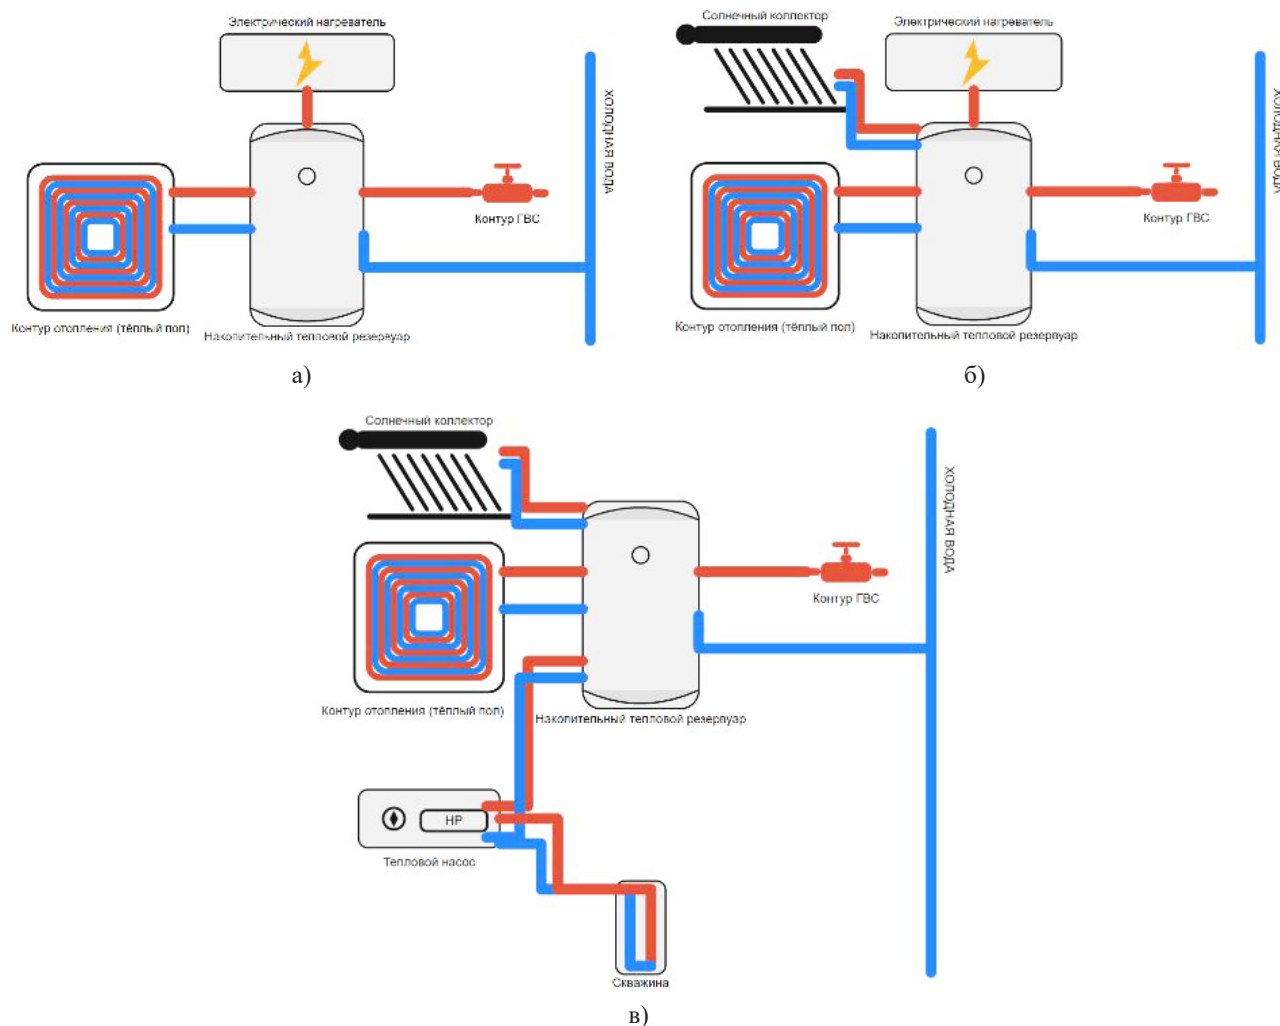 Электрический нагреватель
ХОЛОДНАЯ ВОДА
Контур ГВС
Контур отопления (тёплый пол)
Накопительный тепловой резервуар
а)
Солнечный коллектор
Электрический нагреватель
ХОЛОДНАЯ ВОДА
Контур ГВС
Контур отопления (тёплый пол)
Накопительный тепловой резервуар
б)
Солнечный коллектор
ХОЛОДНАЯ ВОДА
Контур ГВС
Контур отопления (тёплый пол)
Накопительный тепловой резервуар
HP
Тепловой насос
Скважина
в)